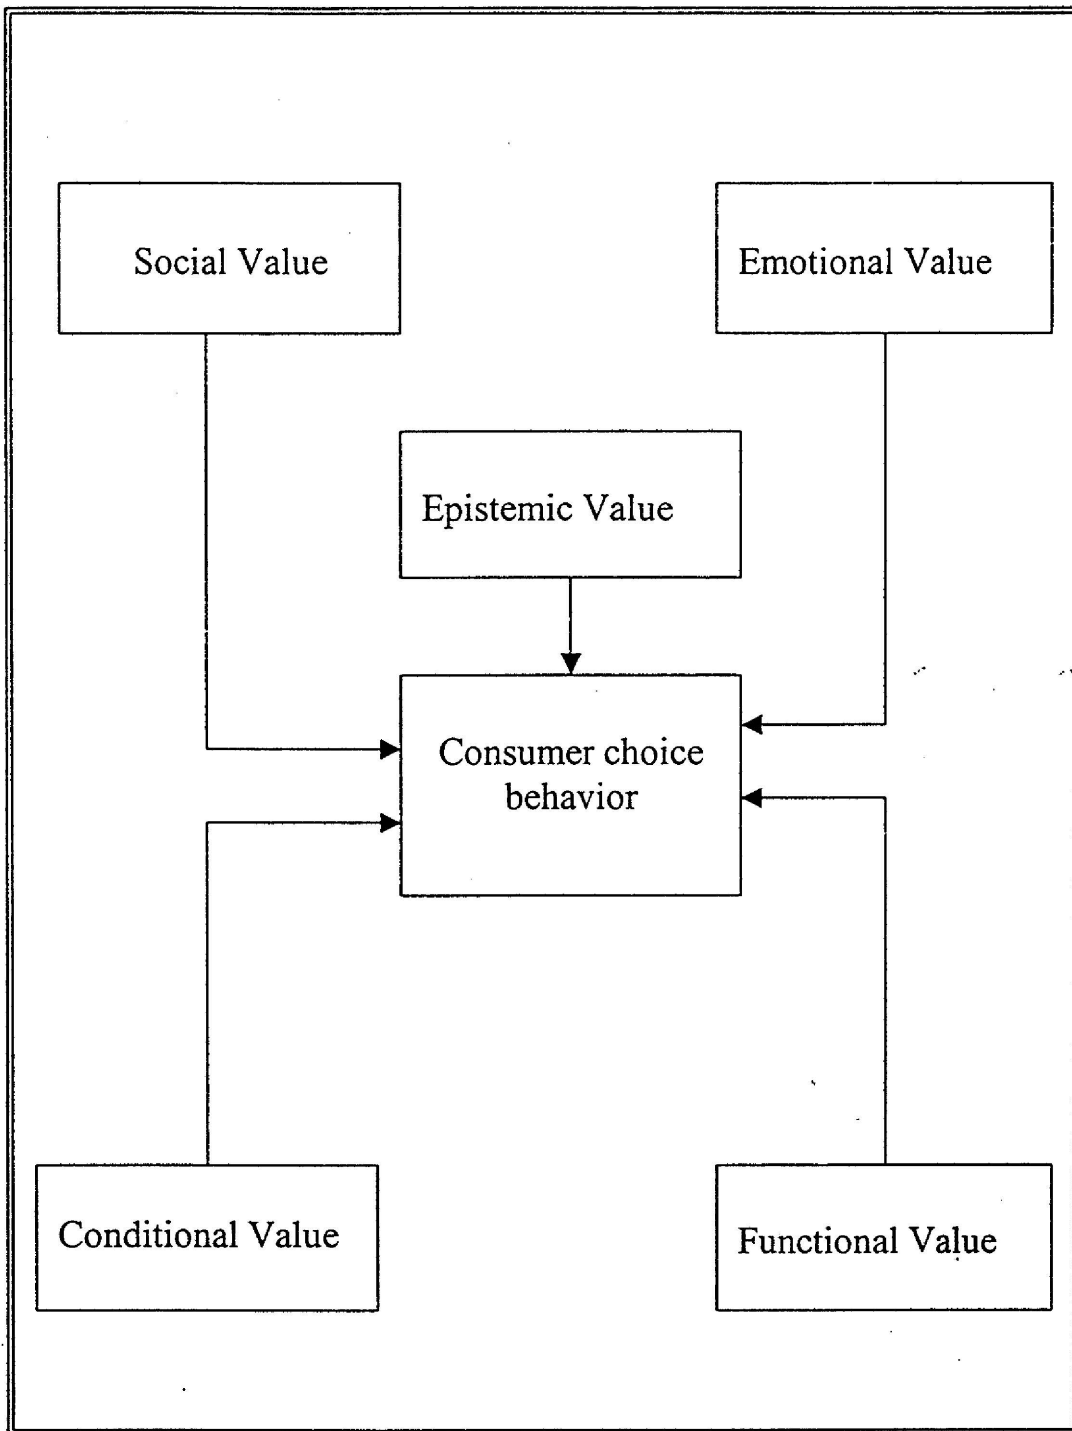 Social Value
Emotional Value
Epistemic Value
Consumer choice
behavior
Conditional Value
Functional Value